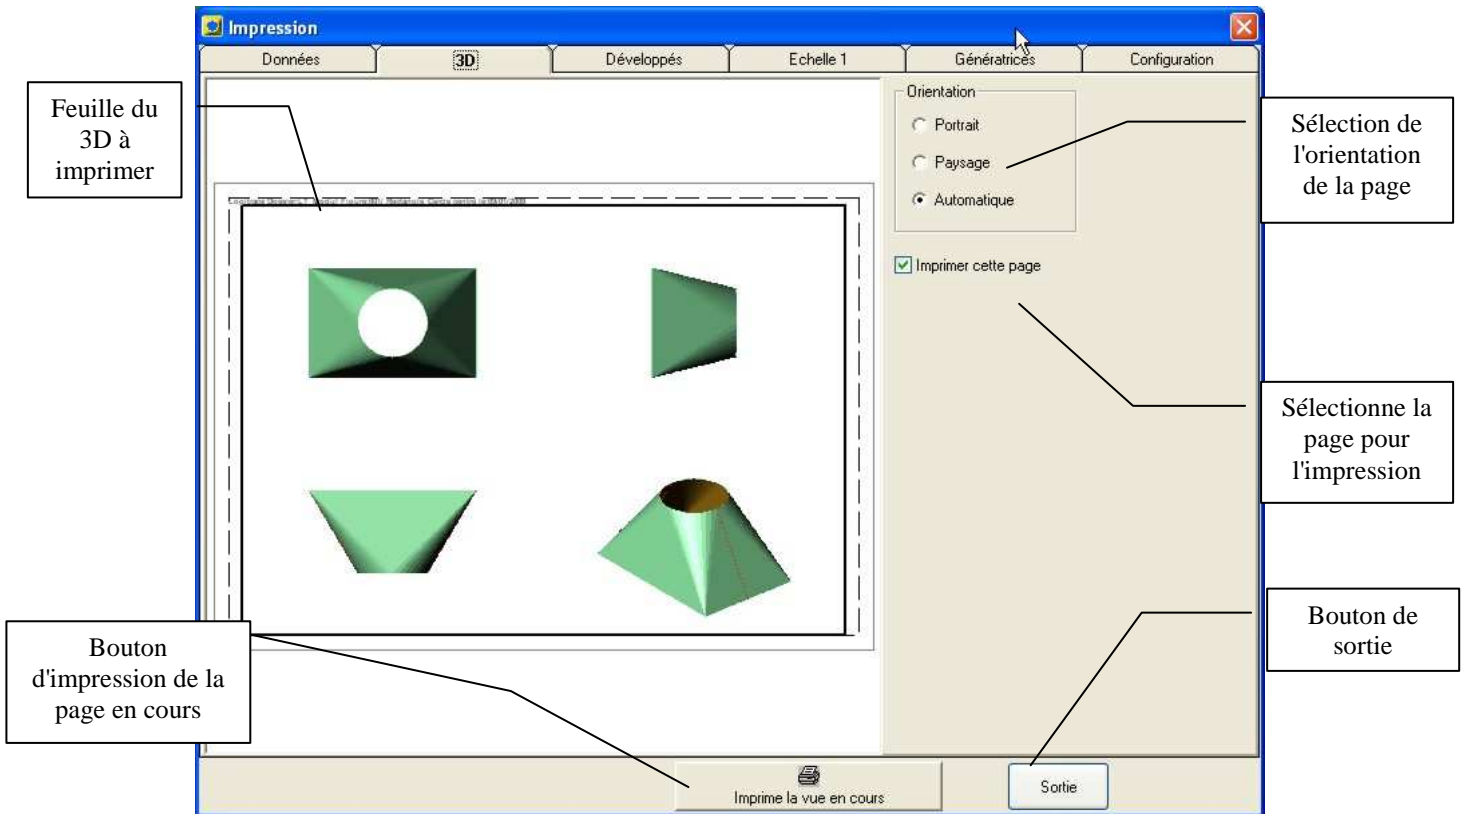 Impression
Données 3D Développés Echelle 1 Génératrices Configuration
Feuille du
3D à
imprimer
Orientation
Portrait
Paysage
Automatique
Imprimer cette page
Sélection de
l'orientation
de la page
Sélectionne la
page pour
l'impression
Bouton
d'impression de la
page en cours
Bouton de
sortie
Imprime la vue en cours
Sortie